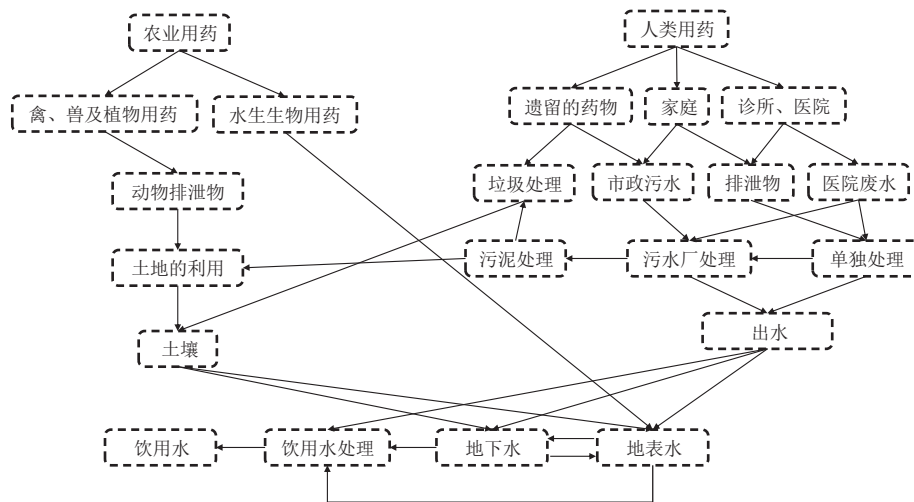 农业用药
人类用药
禽、兽及植物用药
水生生物用药
遗留的药物
家庭
诊所、医院
动物排泄物
垃圾处理
市政污水
排泄物
医院废水
土地的利用
污泥处理
污水厂处理
单独处理
土壤
出水
饮用水
饮用水处理
地下水
地表水